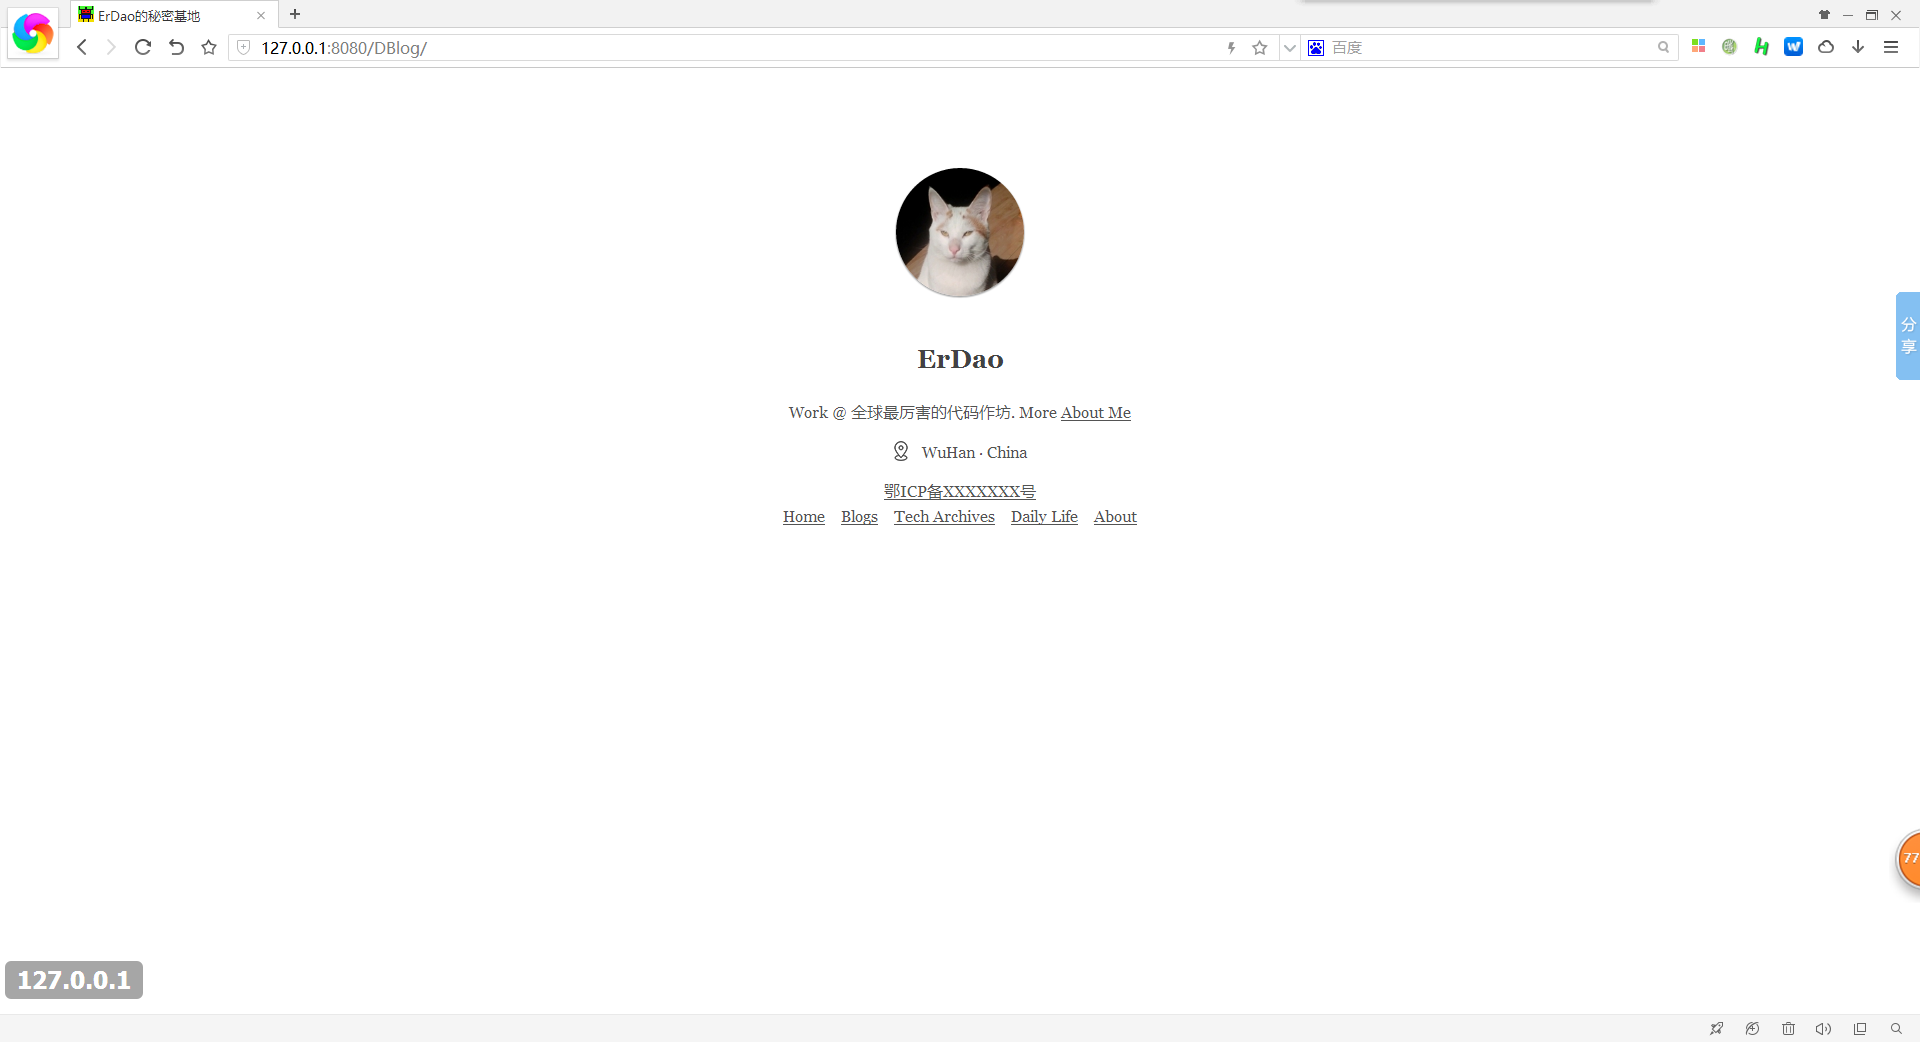 ErDao的秘密基地
127.0.0.1:8080/DBlog/
百度
ErDao
Work @ 全球最厉害的代码作坊. More About Me
WuHan · China
鄂ICP备XXXXXXX号
Home Blogs Tech Archives Daily Life About
分
享
77
127.0.0.1